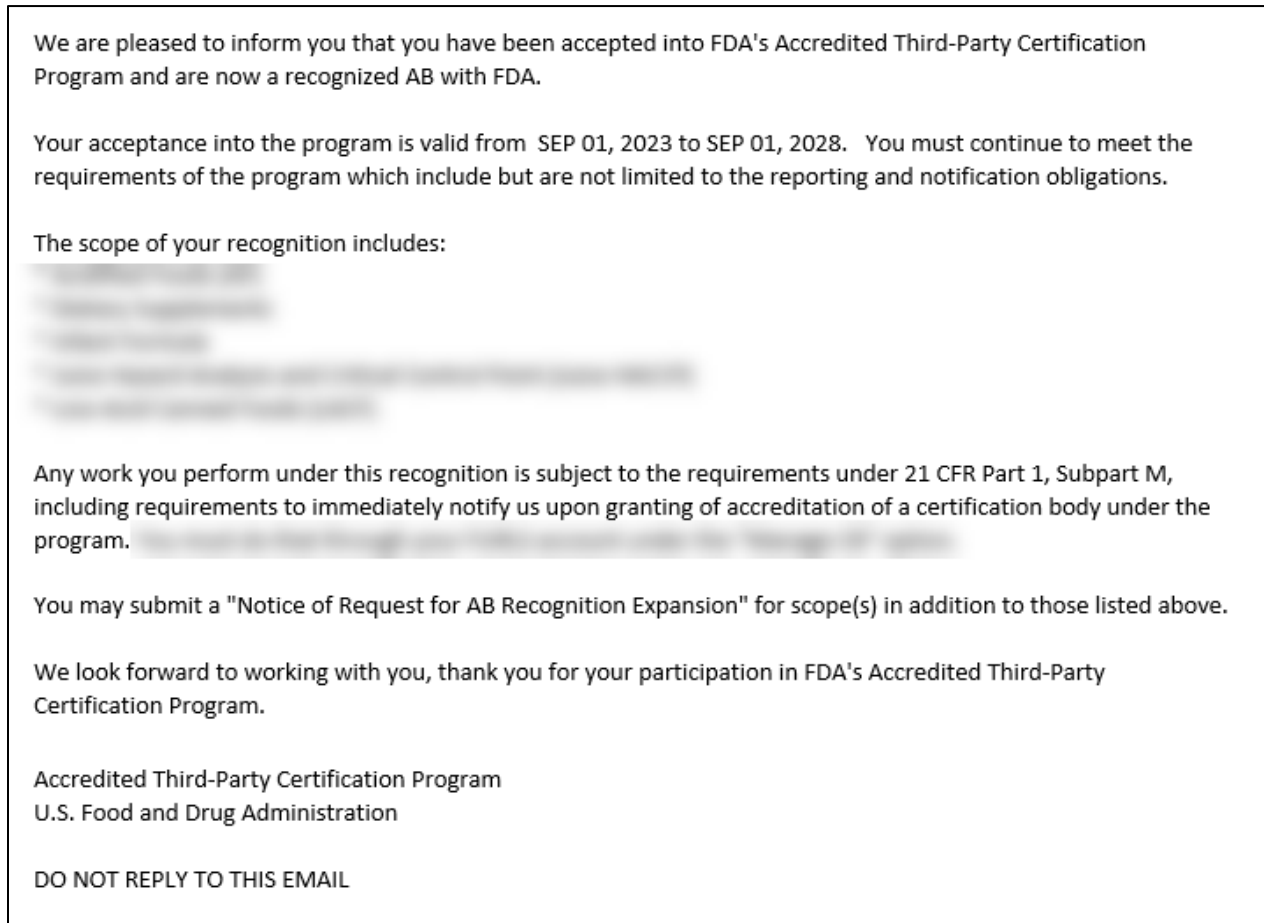 We are pleased to inform you that you have been accepted into FDA's Accredited Third-Party Certification
Program and are now a recognized AB with FDA.
Your acceptance into the program is valid from  SEP 01, 2023 to SEP 01, 2028.   You must continue to meet the
requirements of the program which include but are not limited to the reporting and notification obligations.
The scope of your recognition includes:
Any work you perform under this recognition is subject to the requirements under 21 CFR Part 1, Subpart M,
including requirements to immediately notify us upon granting of accreditation of a certification body under the
program.
You may submit a "Notice of Request for AB Recognition Expansion" for scope(s) in addition to those listed above.
We look forward to working with you, thank you for your participation in FDA's Accredited Third-Party
Certification Program.
Accredited Third-Party Certification Program
U.S. Food and Drug Administration
DO NOT REPLY TO THIS EMAIL